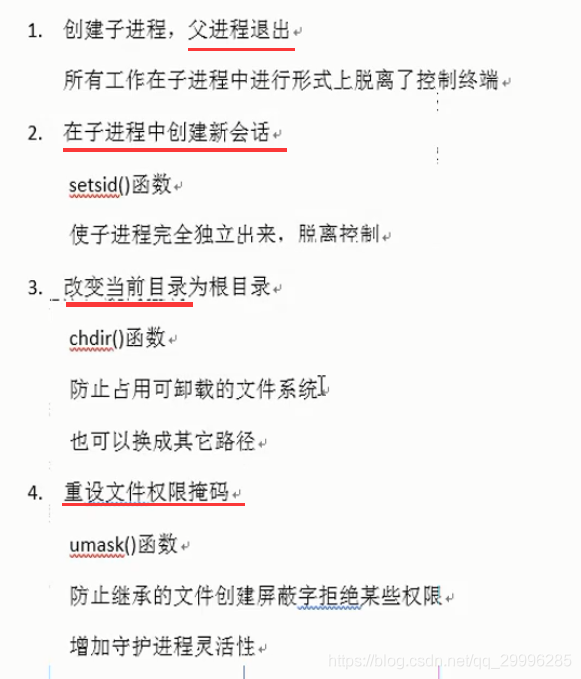 1. 创建子进程，父进程退出
所有工作在子进程中进行形式上脱离了控制终端
2. 在子进程中创建新会话
setsid()函数
使子进程完全独立出来，脱离控制
3. 改变当前目录为根目录
chdir()函数
防止占用可卸载的文件系统
也可以换成其它路径
4. 重设文件权限掩码
umask()函数
防止继承的文件创建屏蔽字拒绝某些权限
增加守护进程灵活性
https://blog.csdn.net/qq_29996285